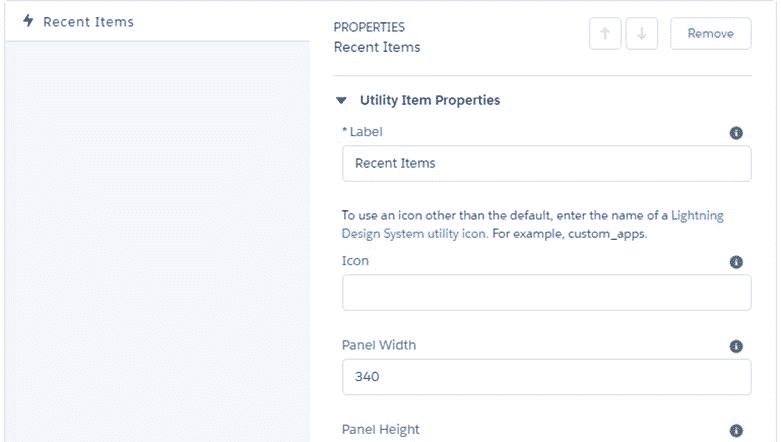 Recent Items
PROPERTIES
Recent Items
Remove
Utility Item Properties
* Label
Recent Items
To use an icon other than the default, enter the name of a Lightning
Design System utility icon. For example, custom_apps.
Icon
Panel Width
340
Panel Height